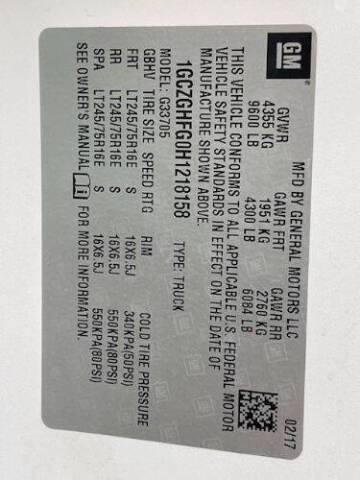 GM
MFD BY GENERAL MOTORS LLC 02/17
GVWR GAWR FRT GAWR RR
4355 KG 1951 KG 2760 KG
9600 LB 4300 LB 6084 LB
THIS VEHICLE CONFORMS TO ALL APPLICABLE U.S. FEDERAL MOTOR
VEHICLE SAFETY STANDARDS IN EFFECT ON THE DATE OF
MANUFACTURE SHOWN ABOVE.
1GCZGHFG0H1218158 TYPE:TRUCK
MODEL: G33705
GBHV TIRE SIZE SPEED RTG RIM COLD TIRE PRESSURE
FRT LT245/75R16E S 16X6.5J 340KPA(50PSI)
RR LT245/75R16E S 16X6.5J 550KPA(80PSI)
SPA LT245/75R16E S 16X6.5J 550KPA(80PSI)
SEE OWNER'S MANUAL FOR MORE INFORMATION.